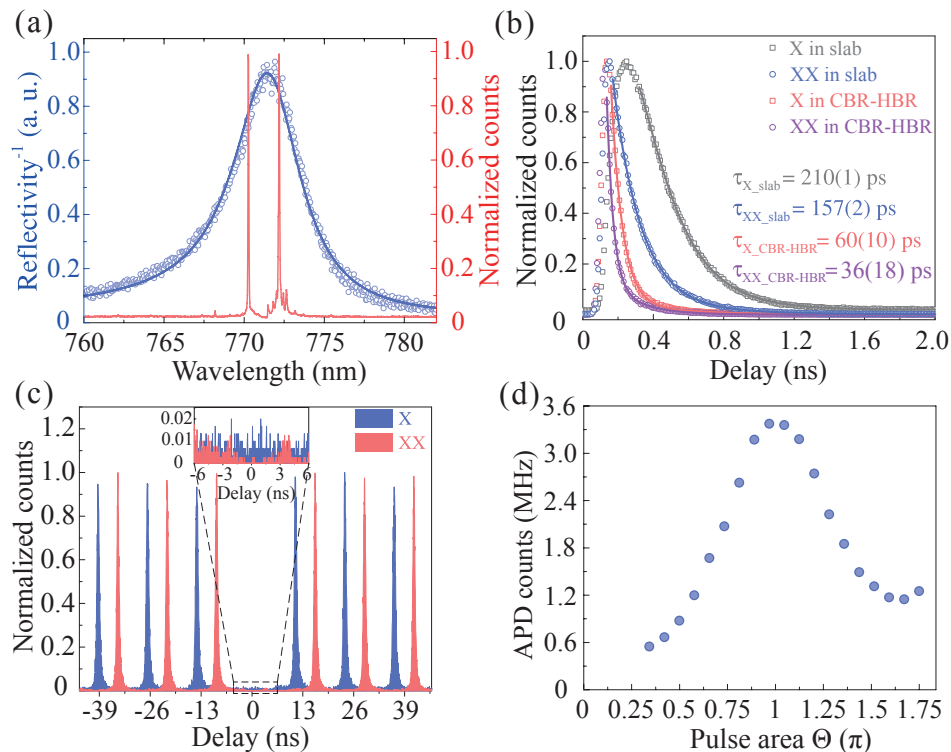 (a)
Reflectivity⁻¹ (a. u.)
1.0
0.8
0.6
0.4
0.2
0
760 765 770 775 780
Wavelength (nm)
1.0
0.8
0.6
0.4
0.2
0
Normalized counts
(b)
Normalized counts
1.0
0.8
0.6
0.4
0.2
0
X in slab
XX in slab
X in CBR-HBR
XX in CBR-HBR
τX_slab= 210(1) ps
τXX_slab= 157(2) ps
τX_CBR-HBR= 60(10) ps
τXX_CBR-HBR= 36(18) ps
0 0.4 0.8 1.2 1.6 2.0
Delay (ns)
(c)
Normalized counts
1.2
1.0
0.8
0.6
0.4
0.2
0
0.02
0.01
0
-6 -3 0 3 6
Delay (ns)
X
XX
-39 -26 -13 0 13 26 39
Delay (ns)
(d)
APD counts (MHz)
3.6
3.0
2.4
1.8
1.2
0.6
0
0 0.25 0.50 0.75 1.00 1.25 1.50 1.75
Pulse area Θ (π)